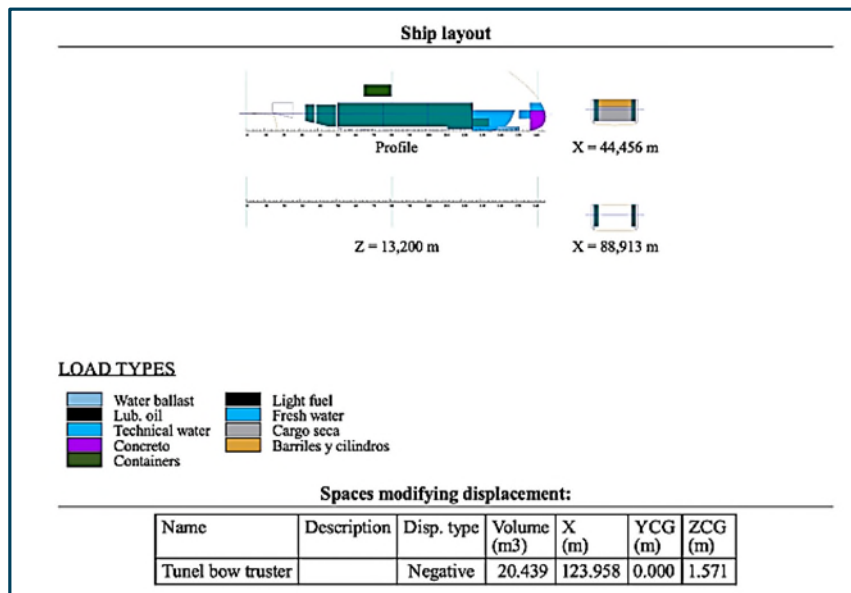 Ship layout
Profile
X = 44,456 m
Z = 13,200 m
X = 88,913 m
LOAD TYPES
Water ballast
Light fuel
Lub. oil
Fresh water
Technical water
Cargo seca
Concreto
Barriles y cilindros
Containers
Spaces modifying displacement:
Name Description Disp. type Volume (m3) X (m) YCG (m) ZCG (m)
Tunel bow truster Negative 20.439 123.958 0.000 1.571